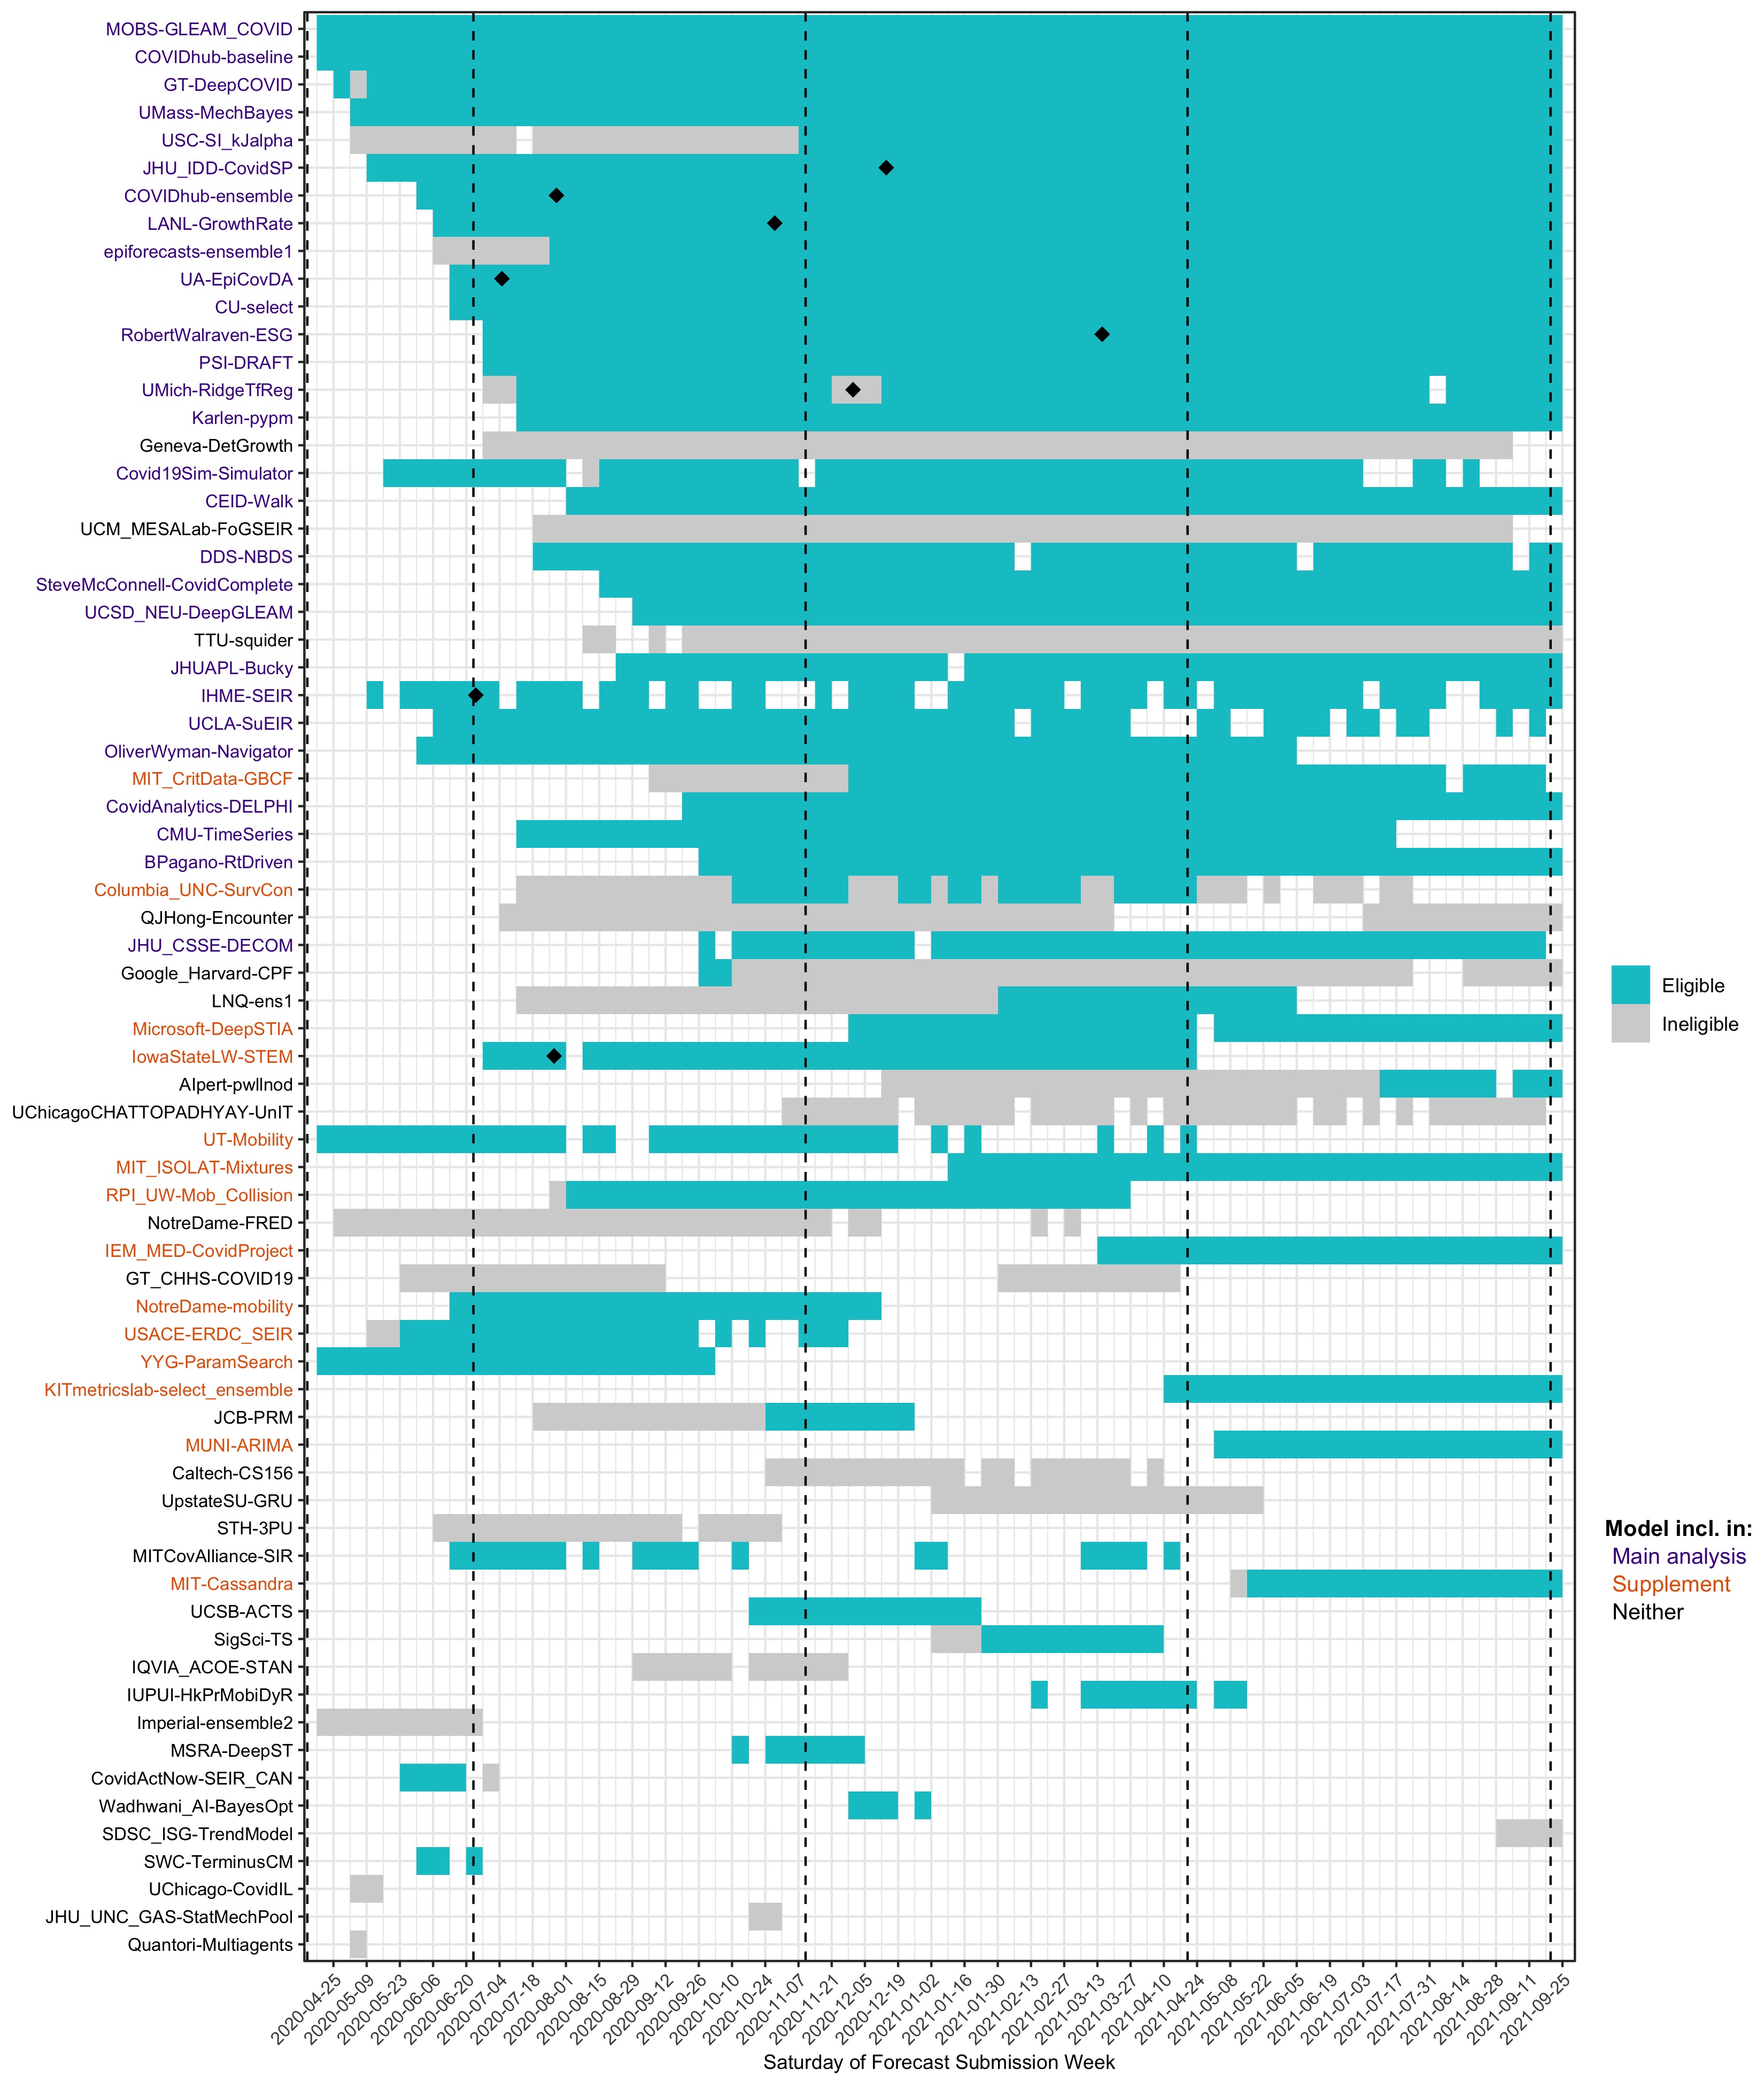 MOBS-GLEAM_COVID
COVIDhub-baseline
GT-DeepCOVID
UMass-MechBayes
USC-SI_kJalpha
JHU_IDD-CovidSP
COVIDhub-ensemble
LANL-GrowthRate
epiforecasts-ensemble1
UA-EpiCovDA
CU-select
RobertWalraven-ESG
PSI-DRAFT
UMich-RidgeTfReg
Karlen-pypm
Geneva-DetGrowth
Covid19Sim-Simulator
CEID-Walk
UCM_MESALab-FoGSEIR
DDS-NBDS
SteveMcConnell-CovidComplete
UCSD_NEU-DeepGLEAM
TTU-squider
JHUAPL-Bucky
IHME-SEIR
UCLA-SuEIR
OliverWyman-Navigator
MIT_CritData-GBCF
CovidAnalytics-DELPHI
CMU-TimeSeries
BPagano-RtDriven
Columbia_UNC-SurvCon
QJHong-Encounter
JHU_CSSE-DECOM
Google_Harvard-CPF
LNQ-ens1
Microsoft-DeepSTIA
IowaStateLW-STEM
Alpert-pwllnod
UChicagoCHATTOPADHYAY-UnIT
UT-Mobility
MIT_ISOLAT-Mixtures
RPI_UW-Mob_Collision
NotreDame-FRED
IEM_MED-CovidProject
GT_CHHS-COVID19
NotreDame-mobility
USACE-ERDC_SEIR
YYG-ParamSearch
KITmetricslab-select_ensemble
JCB-PRM
MUNI-ARIMA
Caltech-CS156
UpstateSU-GRU
STH-3PU
MITCovAlliance-SIR
MIT-Cassandra
UCSB-ACTS
SigSci-TS
IQVIA_ACOE-STAN
IUPUI-HkPrMobiDyR
Imperial-ensemble2
MSRA-DeepST
CovidActNow-SEIR_CAN
Wadhwani_AI-BayesOpt
SDSC_ISG-TrendModel
SWC-TerminusCM
UChicago-CovidIL
JHU_UNC_GAS-StatMechPool
Quantori-Multiagents
2020-04-25
2020-05-09
2020-05-23
2020-06-06
2020-06-20
2020-07-04
2020-07-18
2020-08-01
2020-08-15
2020-08-29
2020-09-12
2020-09-26
2020-10-10
2020-10-24
2020-11-07
2020-11-21
2020-12-05
2020-12-19
2021-01-02
2021-01-16
2021-01-30
2021-02-13
2021-02-27
2021-03-13
2021-03-27
2021-04-10
2021-04-24
2021-05-08
2021-05-22
2021-06-05
2021-06-19
2021-07-03
2021-07-17
2021-07-31
2021-08-14
2021-08-28
2021-09-11
2021-09-25
Saturday of Forecast Submission Week
Eligible
Ineligible
Model incl. in:
Main analysis
Supplement
Neither